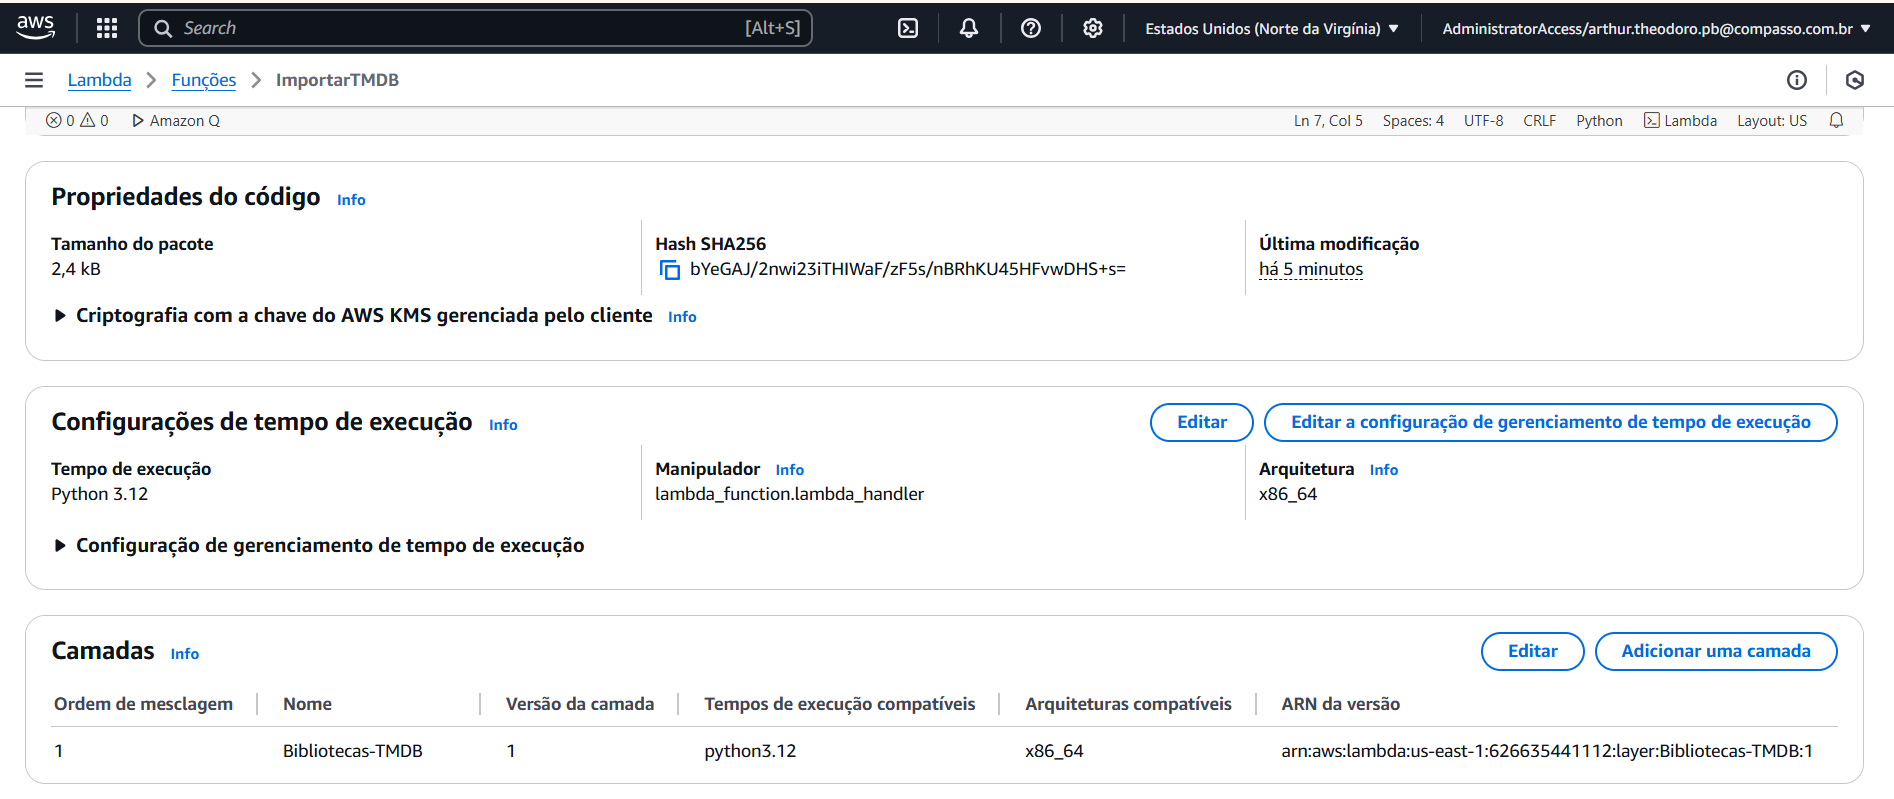 aws
Search [Alt+S]
Estados Unidos (Norte da Virgínia)
AdministratorAccess/arthur.theodoro.pb@compasso.com.br
Lambda > Funções > ImportarTMDB
0 0 Amazon Q
Ln 7, Col 5 Spaces: 4 UTF-8 CRLF Python Lambda Layout: US
Propriedades do código Info
Tamanho do pacote
2,4 kB
Hash SHA256
bYeGAJ/2nwi23iTHIWaF/zF5s/nBRhKU45HFvwDHS+s=
Última modificação
há 5 minutos
Criptografia com a chave do AWS KMS gerenciada pelo cliente Info
Configurações de tempo de execução Info
Editar
Editar a configuração de gerenciamento de tempo de execução
Tempo de execução
Python 3.12
Manipulador Info
lambda_function.lambda_handler
Arquitetura Info
x86_64
Configuração de gerenciamento de tempo de execução
Camadas Info
Editar
Adicionar uma camada
Ordem de mesclagem Nome Versão da camada Tempos de execução compatíveis Arquiteturas compatíveis ARN da versão
1 Bibliotecas-TMDB 1 python3.12 x86_64 arn:aws:lambda:us-east-1:626635441112:layer:Bibliotecas-TMDB:1